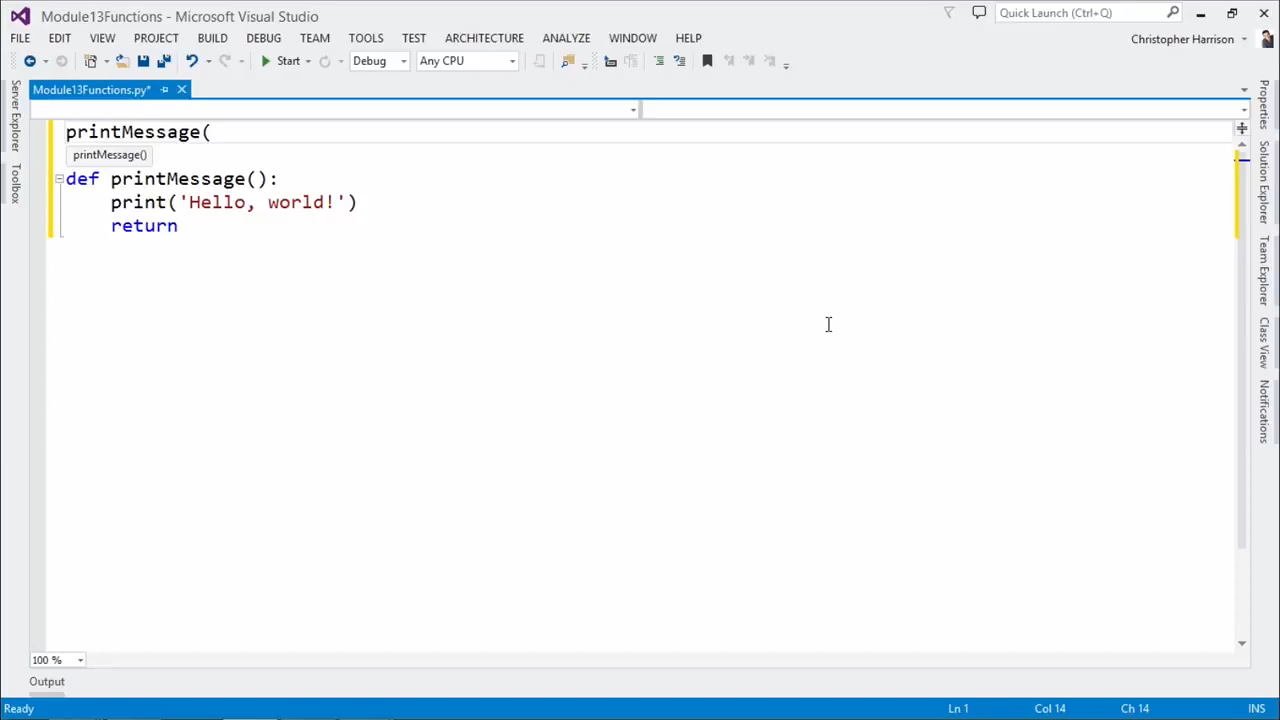 Module13Functions - Microsoft Visual Studio
Quick Launch (Ctrl+Q)
FILE EDIT VIEW PROJECT BUILD DEBUG TEAM TOOLS TEST ARCHITECTURE ANALYZE WINDOW HELP
Christopher Harrison
Start Debug Any CPU
Module13Functions.py*
Server Explorer
Toolbox
printMessage(
printMessage()
def printMessage():
print('Hello, world!')
return
Properties
Solution Explorer
Team Explorer
Class View
Notifications
100 %
Output
Ready Ln 1 Col 14 Ch 14 INS